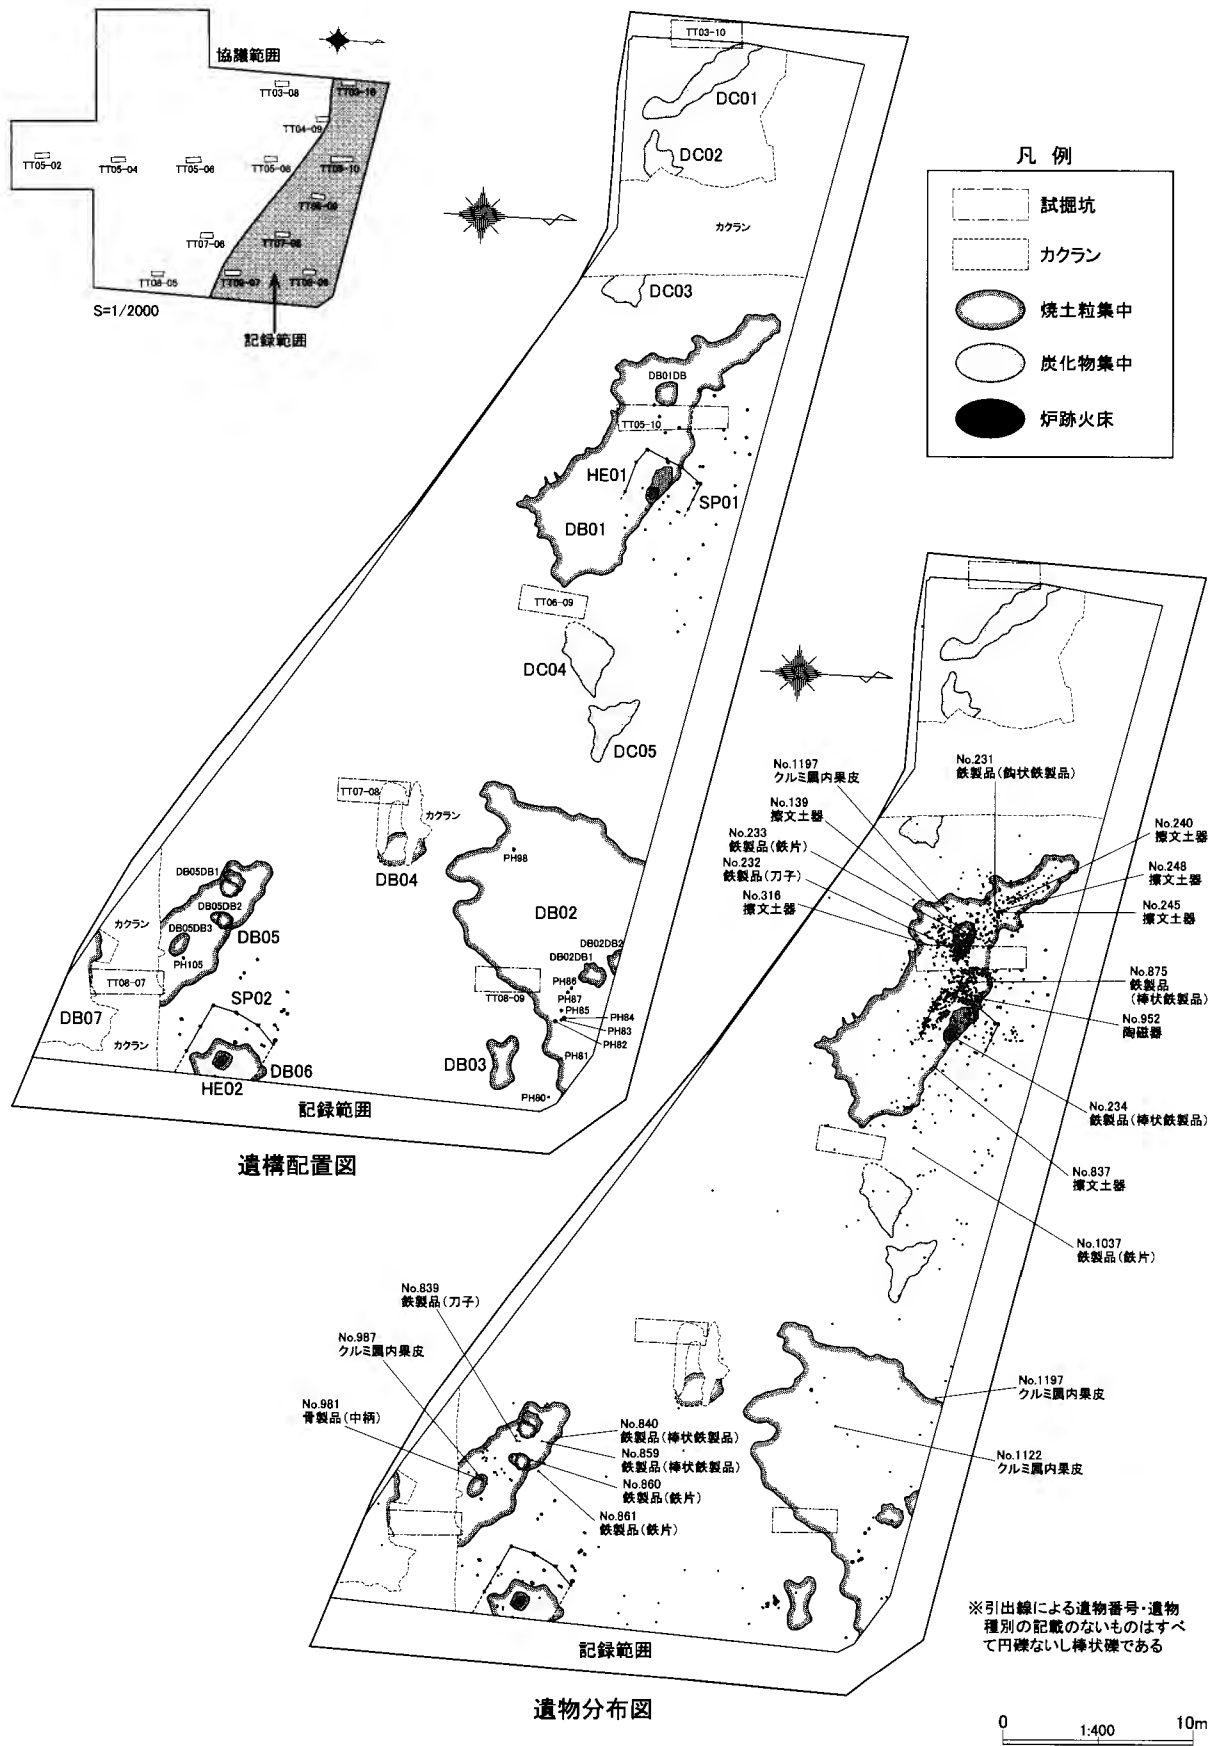 協議範囲
TT03-08
TT03-10
TT04-09
TT05-02
TT05-04
TT05-06
TT05-08
TT05-10
TT06-09
TT07-06
TT07-08
TT08-05
TT08-07
TT08-09
S=1/2000
記録範囲
TT03-10
DC01
DC02
カクラン
DC03
DB01DB
TT05-10
HE01
SP01
DB01
TT06-09
DC04
DC05
TT07-08
カクラン
DB04
PH98
DB02
DB05DB1
DB05DB2
DB05
DB05DB3
PH105
カクラン
TT08-07
DB07
カクラン
SP02
HE02
DB06
DB02DB2
DB02DB1
TT08-09
PH86
PH87
PH85
PH84
PH83
PH82
PH81
PH80
DB03
記録範囲
遺構配置図
凡 例
試掘坑
カクラン
焼土粒集中
炭化物集中
炉跡火床
No.1197
クルミ属内果皮
No.139
擦文土器
No.233
鉄製品(鉄片)
No.232
鉄製品(刀子)
No.316
擦文土器
No.231
鉄製品(鈎状鉄製品)
No.240
擦文土器
No.248
擦文土器
No.245
擦文土器
No.875
鉄製品
(棒状鉄製品)
No.952
陶磁器
No.234
鉄製品(棒状鉄製品)
No.837
擦文土器
No.1037
鉄製品(鉄片)
No.839
鉄製品(刀子)
No.987
クルミ属内果皮
No.981
骨製品(中柄)
No.840
鉄製品(棒状鉄製品)
No.859
鉄製品(棒状鉄製品)
No.860
鉄製品(鉄片)
No.861
鉄製品(鉄片)
No.1197
クルミ属内果皮
No.1122
クルミ属内果皮
※引出線による遺物番号・遺物
種別の記載のないものはすべ
て円礫ないし棒状礫である
記録範囲
遺物分布図
0 1:400 10m